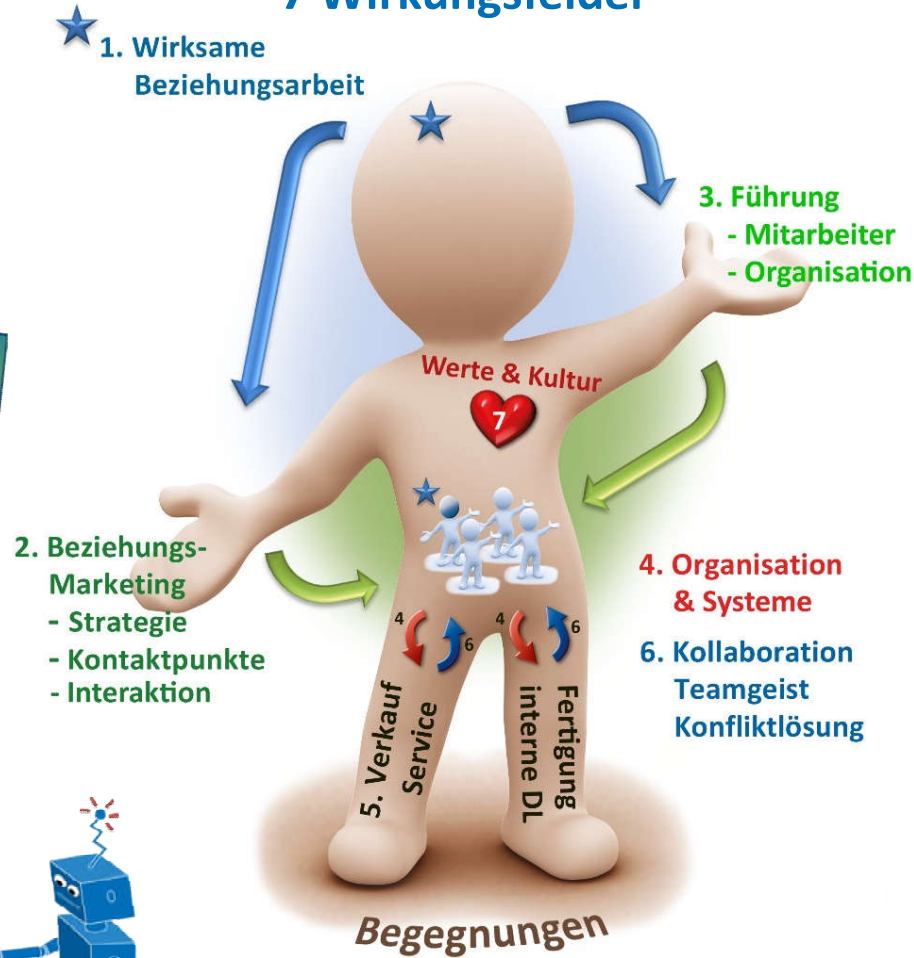 7 Wirkungsfelder
1. Wirksame
Beziehungsarbeit
3. Führung
- Mitarbeiter
- Organisation
Werte & Kultur
7
2. Beziehungs-
Marketing
- Strategie
- Kontaktpunkte
- Interaktion
4. Organisation
& Systeme
6. Kollaboration
Teamgeist
Konfliktlösung
4
6
4
6
5. Verkauf
Service
interne DL
Fertigung
Begegnungen